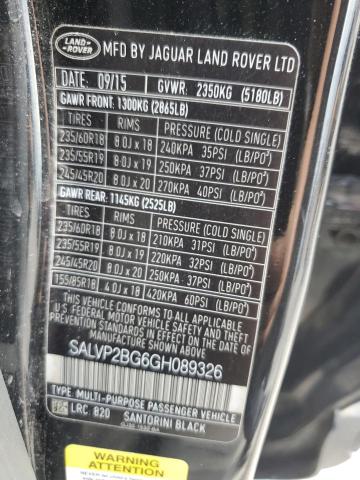 LAND ROVER
MFD BY JAGUAR LAND ROVER LTD
DATE: 09/15 GVWR. 2350KG (5180LB)
GAWR FRONT: 1300KG (2865LB)
TIRES RIMS PRESSURE (COLD SINGLE)
235/60R18 8.0J x 18 240KPA 35PSI (LB/PO²)
235/55R19 8.0J x 19 250KPA 37PSI (LB/PO²)
245/45R20 8.0J x 20 270KPA 40PSI (LB/PO²)
GAWR REAR: 1145KG (2525LB)
TIRES RIMS PRESSURE (COLD SINGLE)
235/60R18 8.0J x 18 210KPA 31PSI (LB/PO²)
235/55R19 8.0J x 19 220KPA 32PSI (LB/PO²)
245/45R20 8.0J x 20 250KPA 37PSI (LB/PO²)
155/85R18 4.0J x 18 420KPA 60PSI (LB/PO²)
THIS VEHICLE CONFORMS TO ALL APPLICABLE
FEDERAL MOTOR VEHICLE SAFETY, BUMPER,
AND THEFT PREVENTION STANDARDS IN EFFECT ON
THE DATE OF MANUFACTURE SHOWN ABOVE.
SALVP2BG6GH089326
TYPE: MULTI-PURPOSE PASSENGER VEHICLE
LRC 820 SANTORINI BLACK
WARNING
ATTENTION